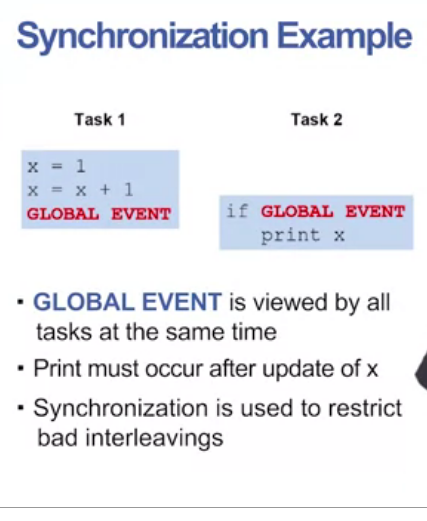 Synchronization Example
Task 1
x = 1
x = x + 1
GLOBAL EVENT
Task 2
if GLOBAL EVENT
print x
• GLOBAL EVENT is viewed by all
tasks at the same time
• Print must occur after update of x
• Synchronization is used to restrict
bad interleavings